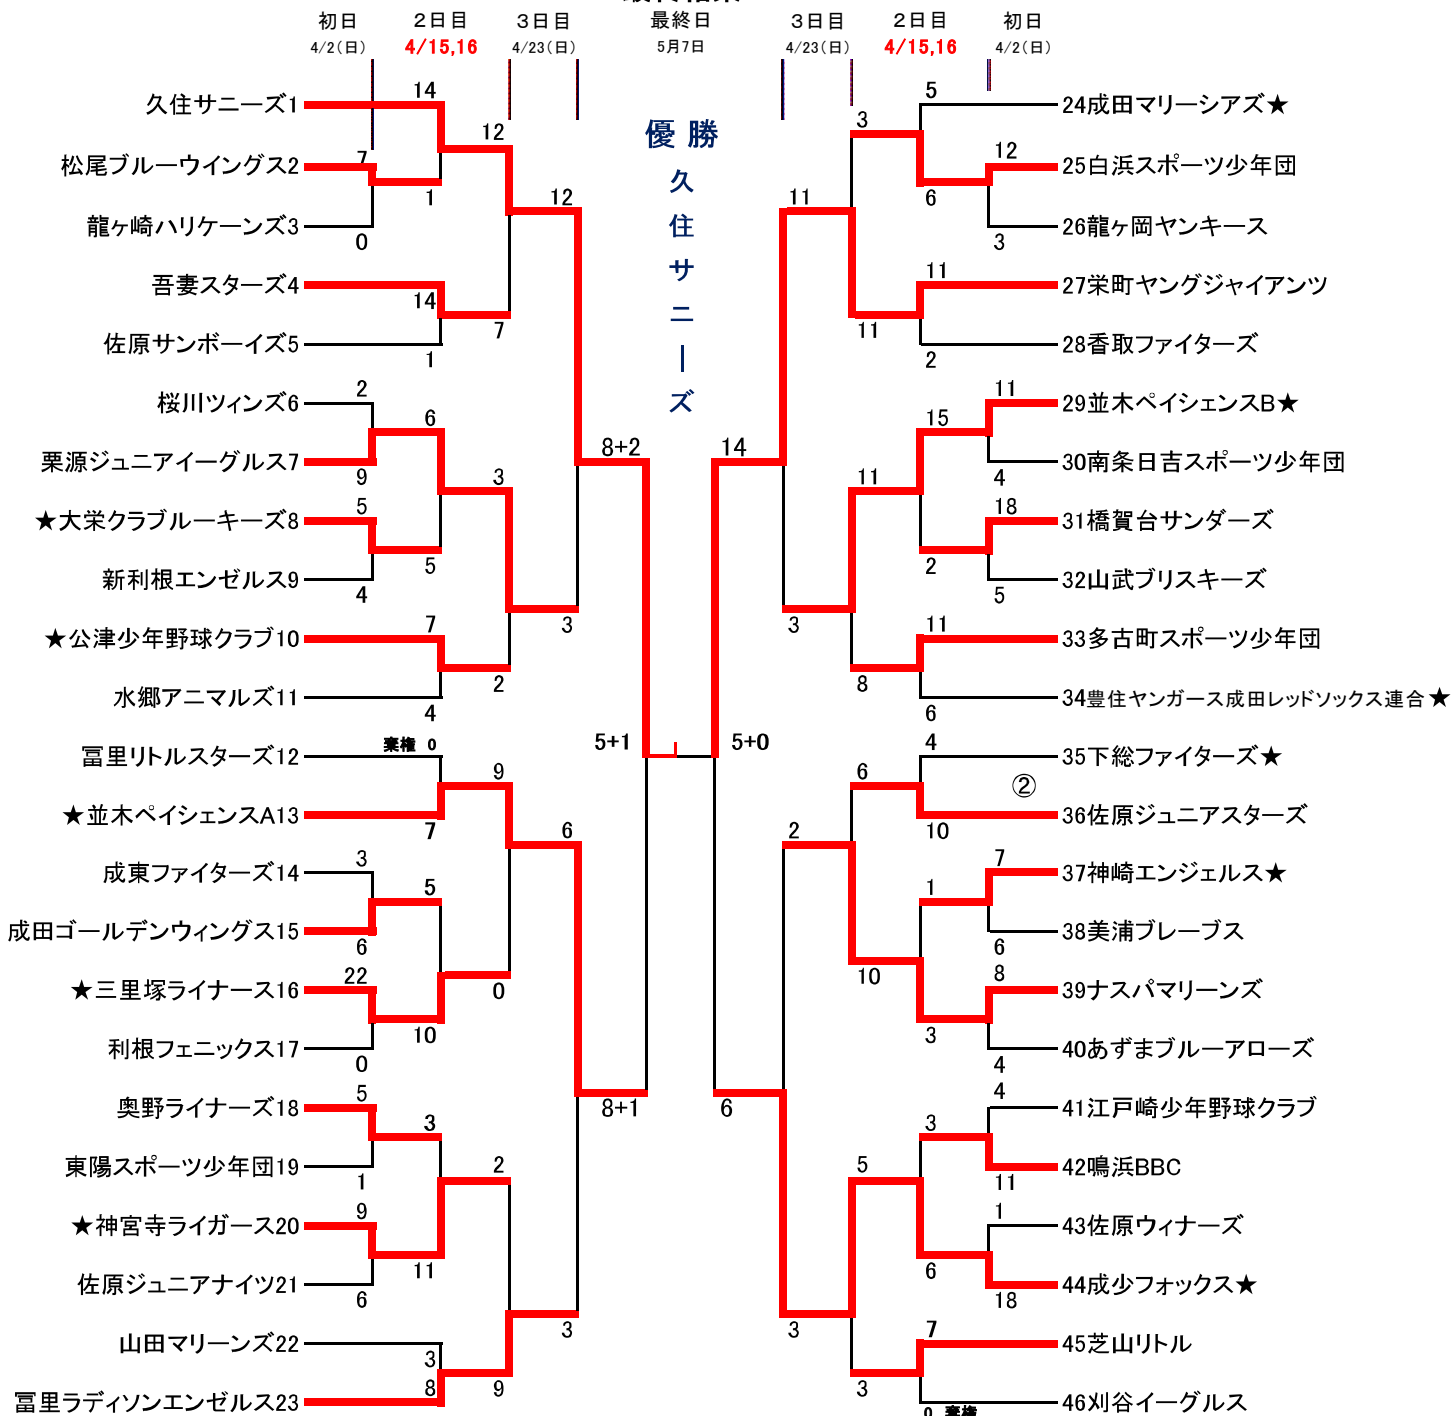 初日
2日目
3日目
最終日
3日目
2日目
初日
4/2(日)
4/15,16
4/23(日)
5月7日
4/23(日)
4/15,16
4/2(日)
優勝
久住サニーズ
久住サニーズ1
松尾ブルーウイングス2
龍ヶ崎ハリケーンズ3
吾妻スターズ4
佐原サンボーイズ5
桜川ツィンズ6
栗源ジュニアイーグルス7
★大栄クラブルーキーズ8
新利根エンゼルス9
★公津少年野球クラブ10
水郷アニマルズ11
冨里リトルスターズ12
★並木ペイシェンスA13
成東ファイターズ14
成田ゴールデンウィングス15
★三里塚ライナース16
利根フェニックス17
奥野ライナーズ18
東陽スポーツ少年団19
★神宮寺ライガース20
佐原ジュニアナイツ21
山田マリーンズ22
冨里ラディソンエンゼルス23
7
0
2
9
5
4
3
6
22
0
5
1
9
6
14
1
14
1
6
5
7
4
棄権 0
7
5
10
3
11
3
8
12
7
3
2
9
0
2
9
12
3
6
3
8+2
8+1
5+1
5+0
14
6
11
3
2
3
3
11
11
8
6
10
5
3
5
6
11
2
15
2
11
6
4
10
1
3
3
6
7
0 棄権
12
3
11
4
18
5
②
7
6
8
4
4
11
1
18
24成田マリーシアズ★
25白浜スポーツ少年団
26龍ヶ岡ヤンキース
27栄町ヤングジャイアンツ
28香取ファイターズ
29並木ペイシェンスB★
30南条日吉スポーツ少年団
31橋賀台サンダーズ
32山武ブリスキーズ
33多古町スポーツ少年団
34豊住ヤンガース成田レッドソックス連合★
35下総ファイターズ★
36佐原ジュニアスターズ
37神崎エンジェルス★
38美浦ブレーブス
39ナスパマリーンズ
40あずまブルーアローズ
41江戸崎少年野球クラブ
42鳴浜BBC
43佐原ウィナーズ
44成少フォックス★
45芝山リトル
46刈谷イーグルス